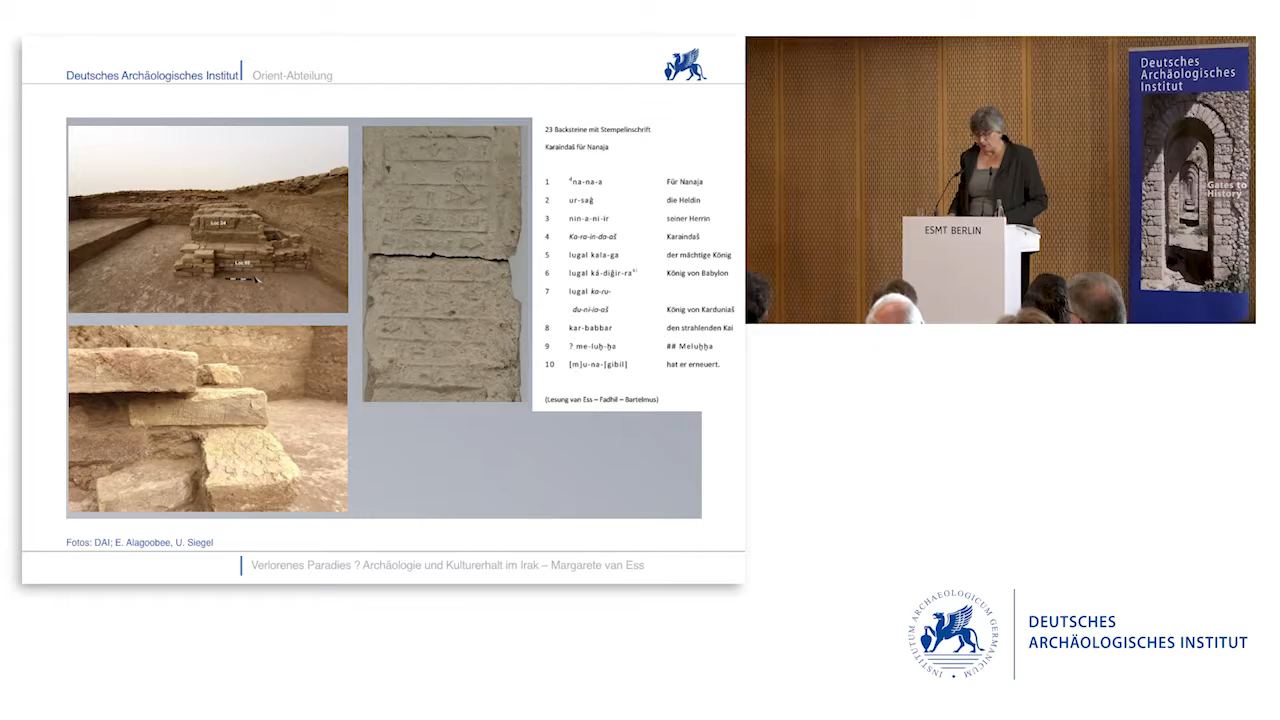 Deutsches Archäologisches Institut
Orient-Abteilung
23 Backsteine mit Stempelinschrift
Karaindaš für Nanaja
1 ᵈna-na-a Für Nanaja
2 ur-saĝ die Heldin
3 nin-a-ni-ir seiner Herrin
4 Ka-ra-in-da-aš Karaindaš
5 lugal kala-ga der mächtige König
6 lugal ká-diĝir-raᵏⁱ König von Babylon
7 lugal ka-ru-
du-ni-ia-aš König von Karduniaš
8 kar-babbar den strahlenden Kai
9 ? me-luḫ-ḫa ## Meluḫḫa
10 [m]u-na-[gibil] hat er erneuert.
(Lesung van Ess – Fadhil – Bartelmus)
Loc 24
Fotos: DAI; E. Alagoobee, U. Siegel
Verlorenes Paradies ? Archäologie und Kulturerhalt im Irak – Margarete van Ess
ESMT BERLIN
Deutsches
Archäologisches
Institut
Gates to
History
INSTITUTUM ARCHAEOLOGICUM GERMANICUM
DEUTSCHES
ARCHÄOLOGISCHES INSTITUT